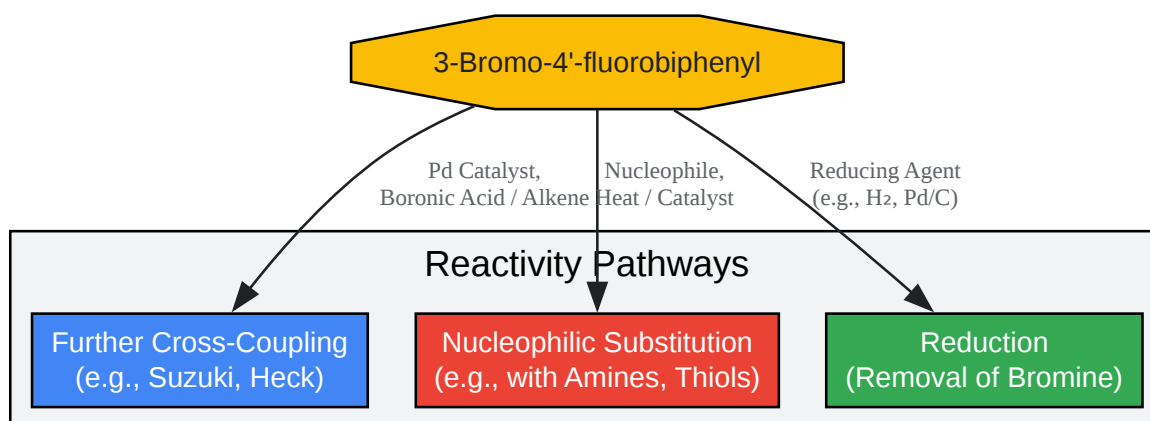 3-Bromo-4'-fluorobiphenyl
Pd Catalyst,
Boronic Acid / Alkene
Nucleophile,
Heat / Catalyst
Reducing Agent
(e.g., H₂, Pd/C)
Reactivity Pathways
Further Cross-Coupling
(e.g., Suzuki, Heck)
Nucleophilic Substitution
(e.g., with Amines, Thiols)
Reduction
(Removal of Bromine)